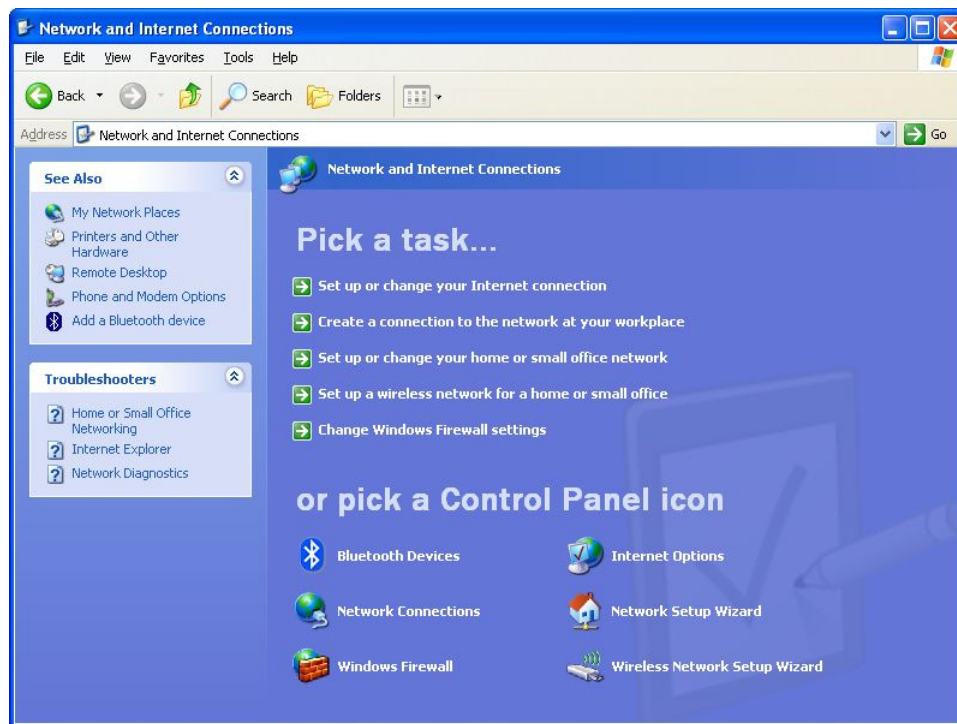 Network and Internet Connections
File Edit View Favorites Tools Help
Back Search Folders
Address Network and Internet Connections Go
See Also
My Network Places
Printers and Other
Hardware
Remote Desktop
Phone and Modem Options
Add a Bluetooth device
Troubleshooters
Home or Small Office
Networking
Internet Explorer
Network Diagnostics
Network and Internet Connections
Pick a task...
Set up or change your Internet connection
Create a connection to the network at your workplace
Set up or change your home or small office network
Set up a wireless network for a home or small office
Change Windows Firewall settings
or pick a Control Panel icon
Bluetooth Devices Internet Options
Network Connections Network Setup Wizard
Windows Firewall Wireless Network Setup Wizard